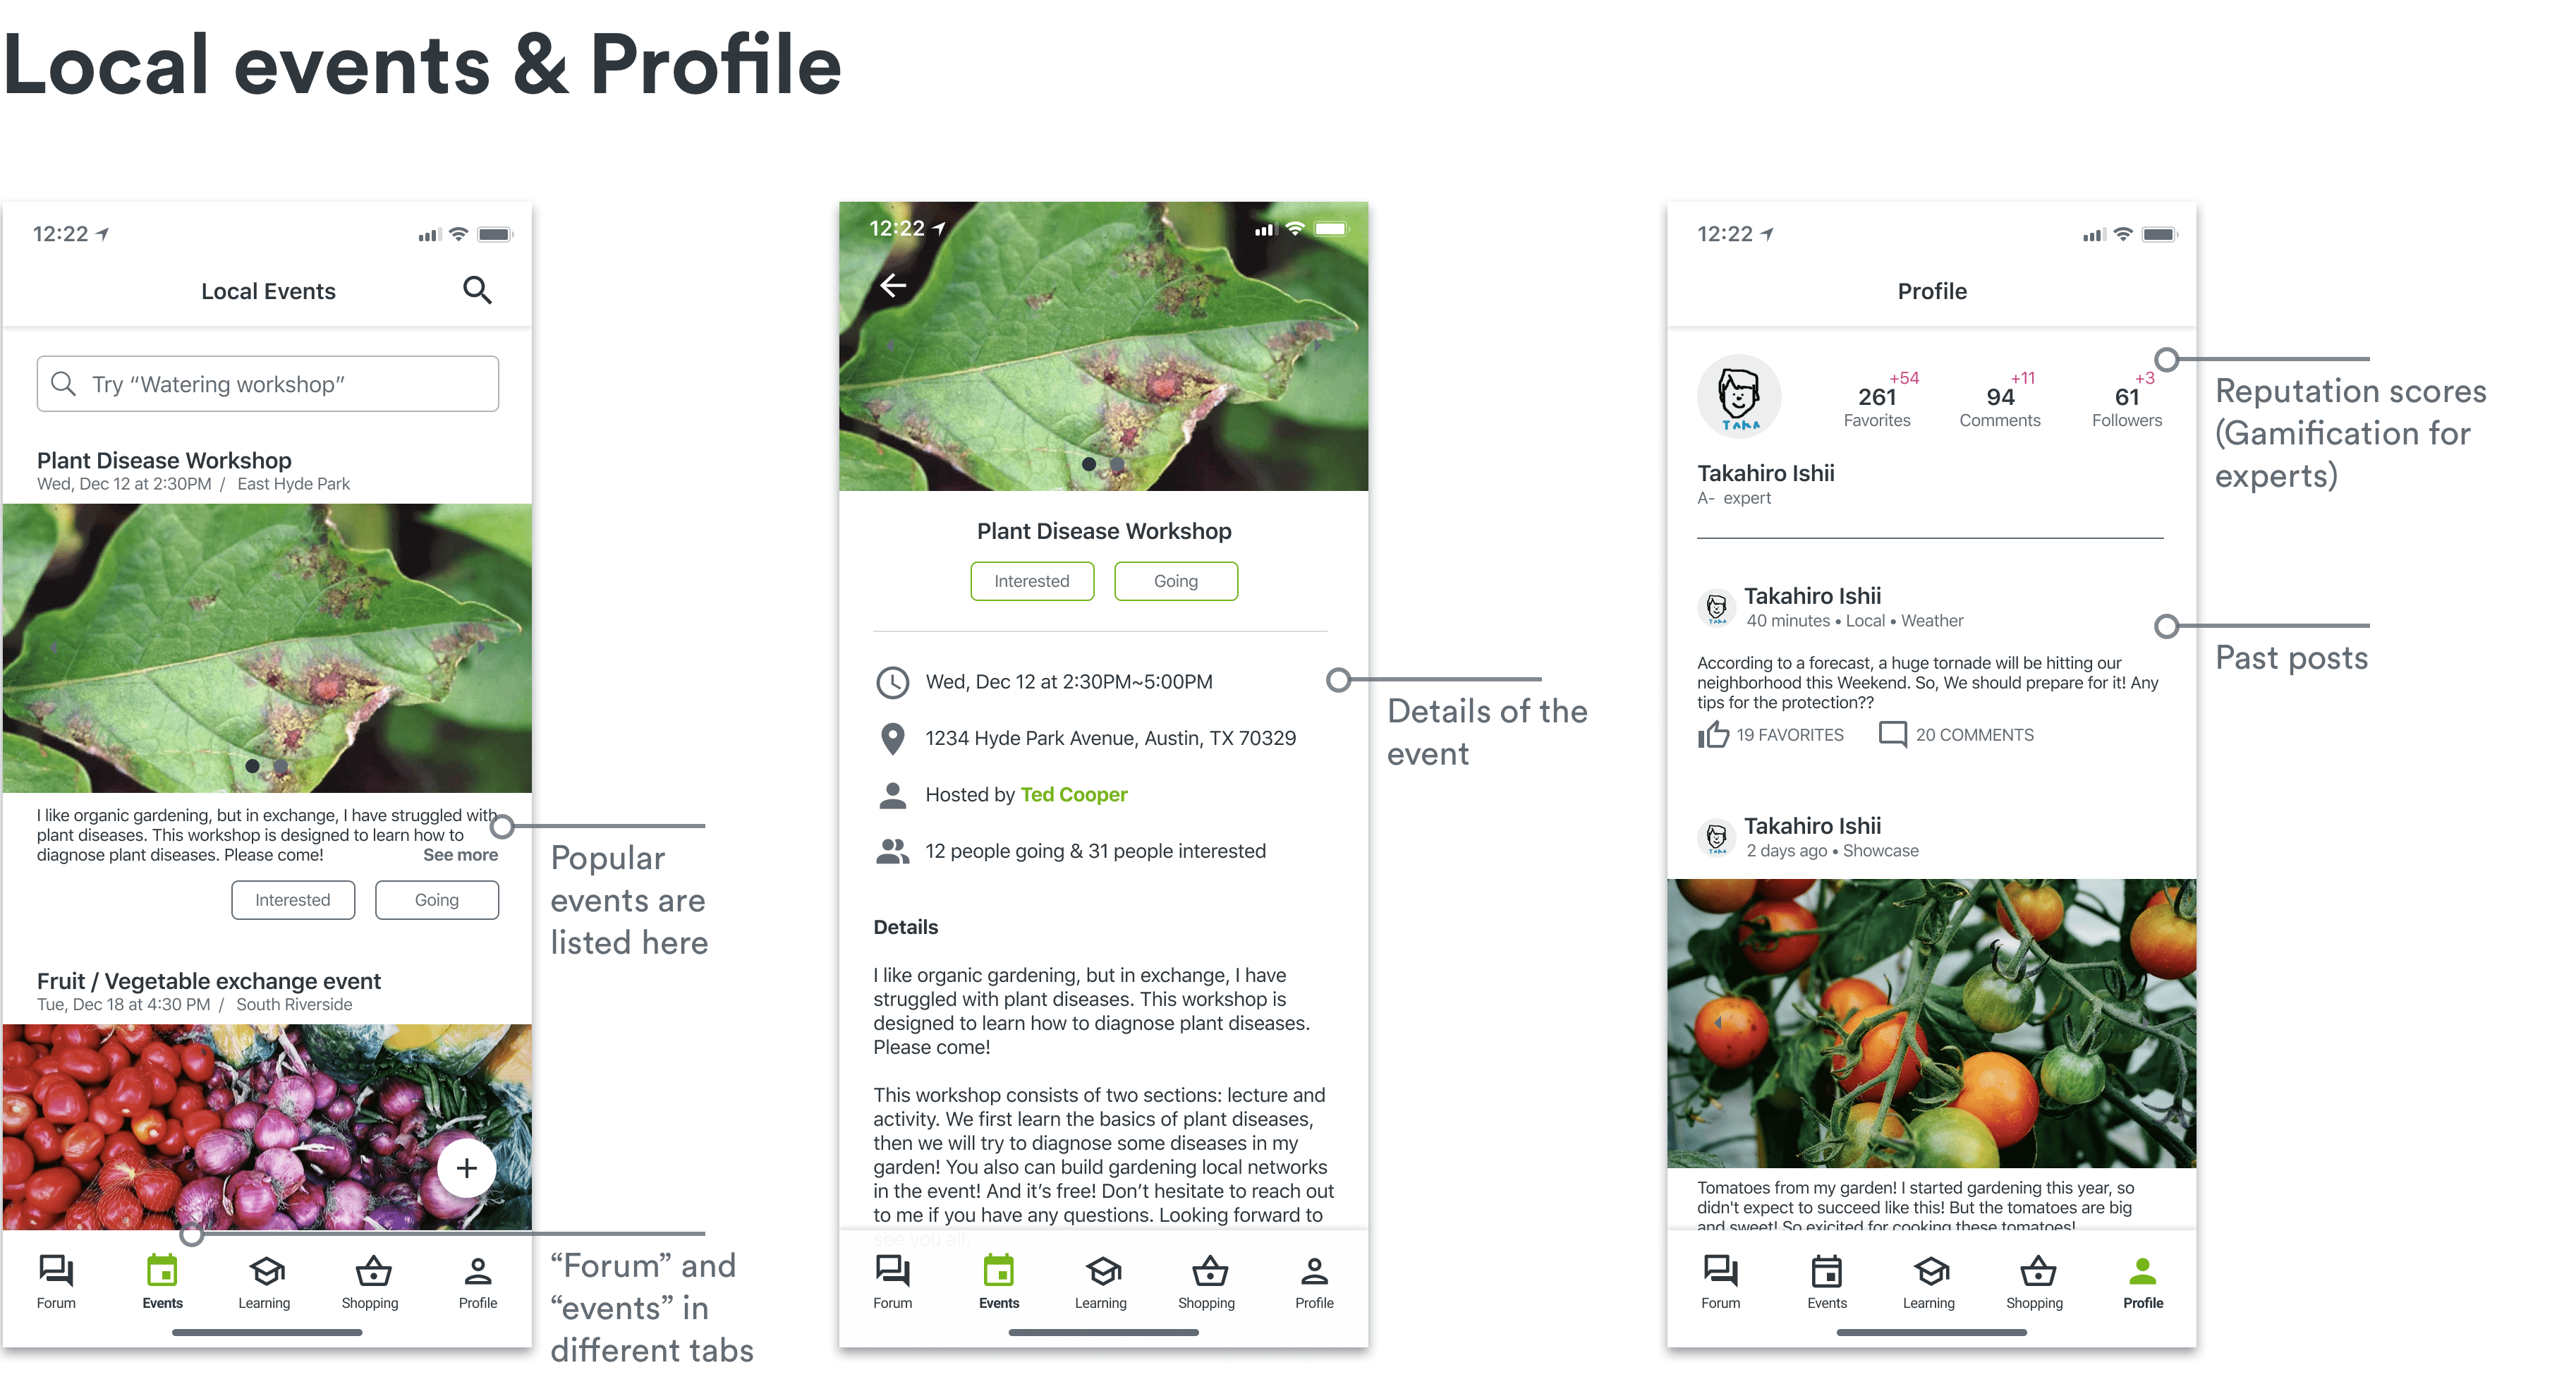 Local events & Profile
12:22
Local Events
Try “Watering workshop”
Plant Disease Workshop
Wed, Dec 12 at 2:30PM / East Hyde Park
I like organic gardening, but in exchange, I have struggled with
plant diseases. This workshop is designed to learn how to
diagnose plant diseases. Please come!
See more
Interested
Going
Fruit / Vegetable exchange event
Tue, Dec 18 at 4:30 PM / South Riverside
+
Forum
Events
Learning
Shopping
Profile
Popular
events are
listed here
“Forum” and
“events” in
different tabs
12:22
Plant Disease Workshop
Interested
Going
Wed, Dec 12 at 2:30PM~5:00PM
1234 Hyde Park Avenue, Austin, TX 70329
Hosted by Ted Cooper
12 people going & 31 people interested
Details
I like organic gardening, but in exchange, I have
struggled with plant diseases. This workshop is
designed to learn how to diagnose plant diseases.
Please come!
This workshop consists of two sections: lecture and
activity. We first learn the basics of plant diseases,
then we will try to diagnose some diseases in my
garden! You also can build gardening local networks
in the event! And it’s free! Don’t hesitate to reach out
to me if you have any questions. Looking forward to
see you all.
Forum
Events
Learning
Shopping
Profile
Details of the
event
12:22
Profile
TAKA
+54
261
Favorites
+11
94
Comments
+3
61
Followers
Takahiro Ishii
A- expert
TAKA
Takahiro Ishii
40 minutes • Local • Weather
According to a forecast, a huge tornade will be hitting our
neighborhood this Weekend. So, We should prepare for it! Any
tips for the protection??
19 FAVORITES
20 COMMENTS
TAKA
Takahiro Ishii
2 days ago • Showcase
Tomatoes from my garden! I started gardening this year, so
didn't expect to succeed like this! But the tomatoes are big
and sweet! So exicited for cooking these tomatoes!
Forum
Events
Learning
Shopping
Profile
Reputation scores
(Gamification for
experts)
Past posts